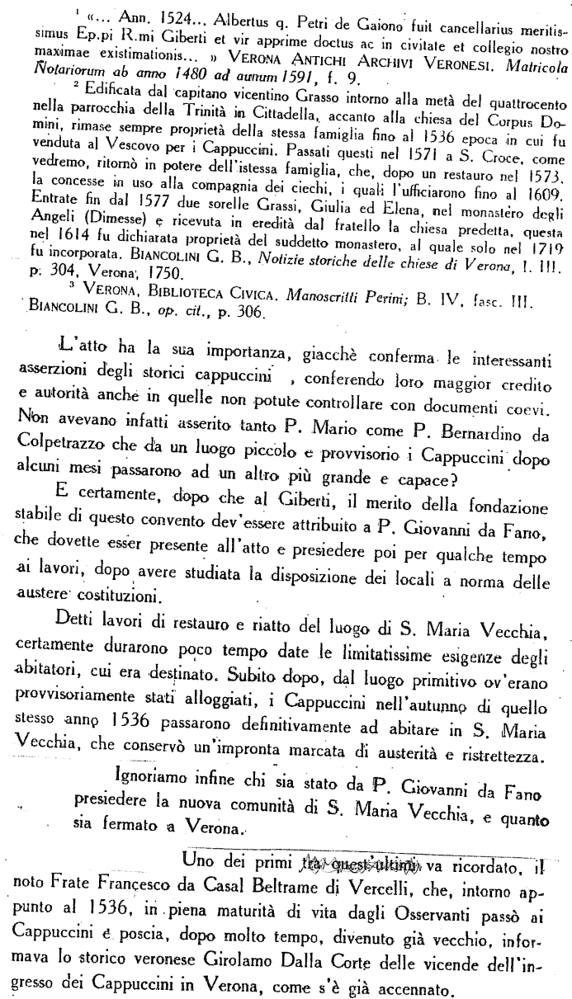 ¹ «... Ann. 1524... Albertus q. Petri de Gaiono fuit cancellarius meritis-
simus Ep.pi R.mi Giberti et vir apprime doctus ac in civitate et collegio nostro
maximae existimationis... » VERONA ANTICHI ARCHIVI VERONESI. Matricola
Notariorum ab anno 1480 ad aunum 1591, f. 9.
² Edificata dal capitano vicentino Grasso intorno alla metà del quattrocento
nella parrocchia della Trinità in Cittadella, accanto alla chiesa del Corpus Do-
mini, rimase sempre proprietà della stessa famiglia fino al 1536 epoca in cui fu
venduta al Vescovo per i Cappuccini. Passati questi nel 1571 a S. Croce, come
vedremo, ritornò in potere dell'istessa famiglia, che, dopo un restauro nel 1573.
la concesse in uso alla compagnia dei ciechi, i quali l'ufficiarono fino al 1609.
Entrate fin dal 1577 due sorelle Grassi, Giulia ed Elena, nel monastéro degli
Angeli (Dimesse) e ricevuta in eredità dal fratello la chiesa predetta, questa
nel 1614 fu dichiarata proprietà del suddetto monastero, al quale solo nel 1719
fu incorporata. BIANCOLINI G. B., Notizie storiche delle chiese di Verona, l. III.
p. 304, Verona, 1750.
³ VERONA, BIBLIOTECA CIVICA. Manoscritti Perini; B. IV, fasc. III.
BIANCOLINI G. B., op. cit., p. 306.
L'atto ha la sua importanza, giacchè conferma le interessanti
asserzioni degli storici cappuccini , conferendo loro maggior credito
e autorità anche in quelle non potute controllare con documenti coevi.
Non avevano infatti asserito tanto P. Mario come P. Bernardino da
Colpetrazzo che da un luogo piccolo e provvisorio i Cappuccini dopo
alcuni mesi passarono ad un altro più grande e capace?
E certamente, dopo che al Giberti, il merito della fondazione
stabile di questo convento dev'essere attribuito a P. Giovanni da Fano,
che dovette esser presente all'atto e presiedere poi per qualche tempo
ai lavori, dopo avere studiata la disposizione dei locali a norma delle
austere costituzioni.
Detti lavori di restauro e riatto del luogo di S. Maria Vecchia,
certamente durarono poco tempo date le limitatissime esigenze degli
abitatori, cui era destinato. Subito dopo, dal luogo primitivo ov'erano
provvisoriamente stati alloggiati, i Cappuccini nell'autunno di quello
stesso anno 1536 passarono definitivamente ad abitare in S. Maria
Vecchia, che conservò un'impronta marcata di austerità e ristrettezza.
Ignoriamo infine chi sia stato da P. Giovanni da Fano
presiedere la nuova comunità di S. Maria Vecchia, e quanto
sia fermato a Verona.
Uno dei primi tra quest'ultimi va ricordato, il
noto Frate Francesco da Casal Beltrame di Vercelli, che, intorno ap-
punto al 1536, in piena maturità di vita dagli Osservanti passò ai
Cappuccini e poscia, dopo molto tempo, divenuto già vecchio, infor-
mava lo storico veronese Girolamo Dalla Corte delle vicende dell'in-
gresso dei Cappuccini in Verona, come s'è già accennato.